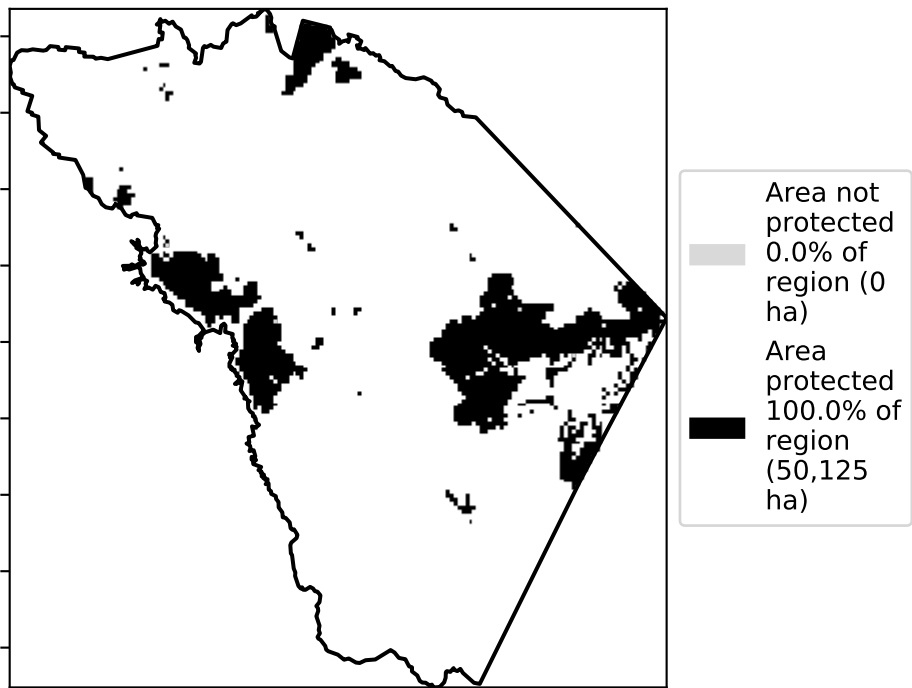 Area not
protected
0.0% of
region (0
ha)
Area
protected
100.0% of
region
(50,125
ha)